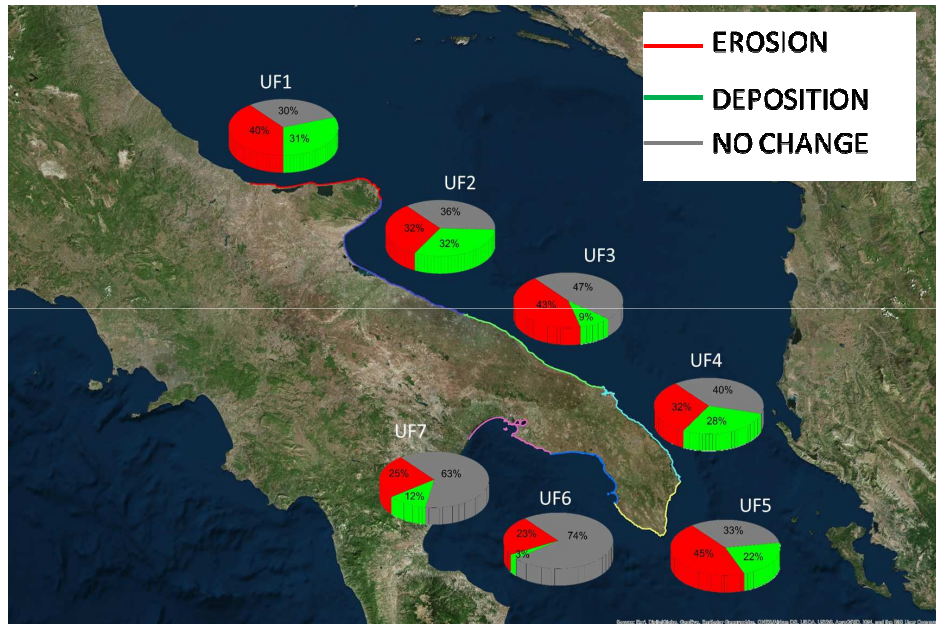 EROSION
DEPOSITION
NO CHANGE
UF1
30%
40%
31%
UF2
36%
32%
32%
UF3
47%
43%
9%
UF4
40%
32%
28%
UF7
25%
63%
12%
UF6
23%
74%
3%
UF5
33%
45%
22%